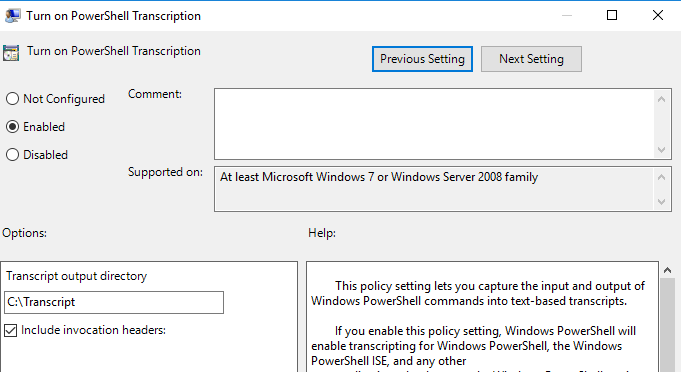 Turn on PowerShell Transcription
Turn on PowerShell Transcription
Previous Setting
Next Setting
Not Configured
Comment:
Enabled
Disabled
Supported on:
At least Microsoft Windows 7 or Windows Server 2008 family
Options:
Help:
Transcript output directory
C:\Transcript
Include invocation headers:
This policy setting lets you capture the input and output of
Windows PowerShell commands into text-based transcripts.
If you enable this policy setting, Windows PowerShell will
enable transcripting for Windows PowerShell, the Windows
PowerShell ISE, and any other